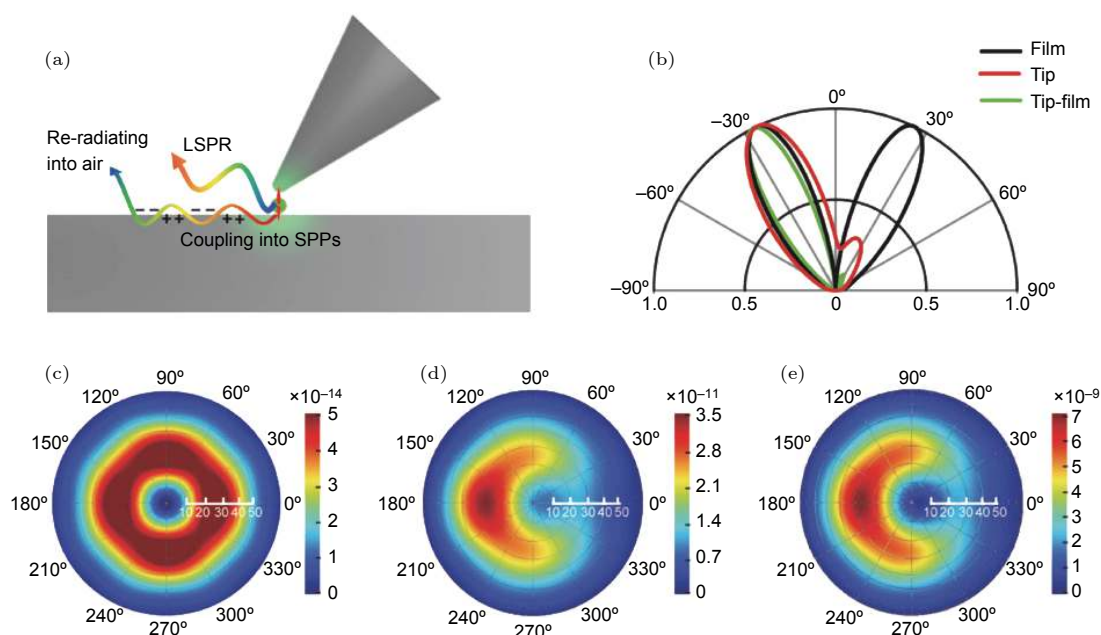 (a)
Re-radiating
into air
LSPR
++ ++
Coupling into SPPs
(b)
Film
Tip
Tip-film
0º
–30º 30º
–60º 60º
–90º 90º
1.0 0.5 0 0.5 1.0
(c)
90º
120º 60º
150º 30º
180º 0º
210º 330º
240º 300º
270º
10 20 30 40 50
×10–14
5
4
3
2
1
0
(d)
90º
120º 60º
150º 30º
180º 0º
210º 330º
240º 300º
270º
10 20 30 40 50
×10–11
3.5
2.8
2.1
1.4
0.7
0
(e)
90º
120º 60º
150º 30º
180º 0º
210º 330º
240º 300º
270º
10 20 30 40 50
×10–9
7
6
5
4
3
2
1
0